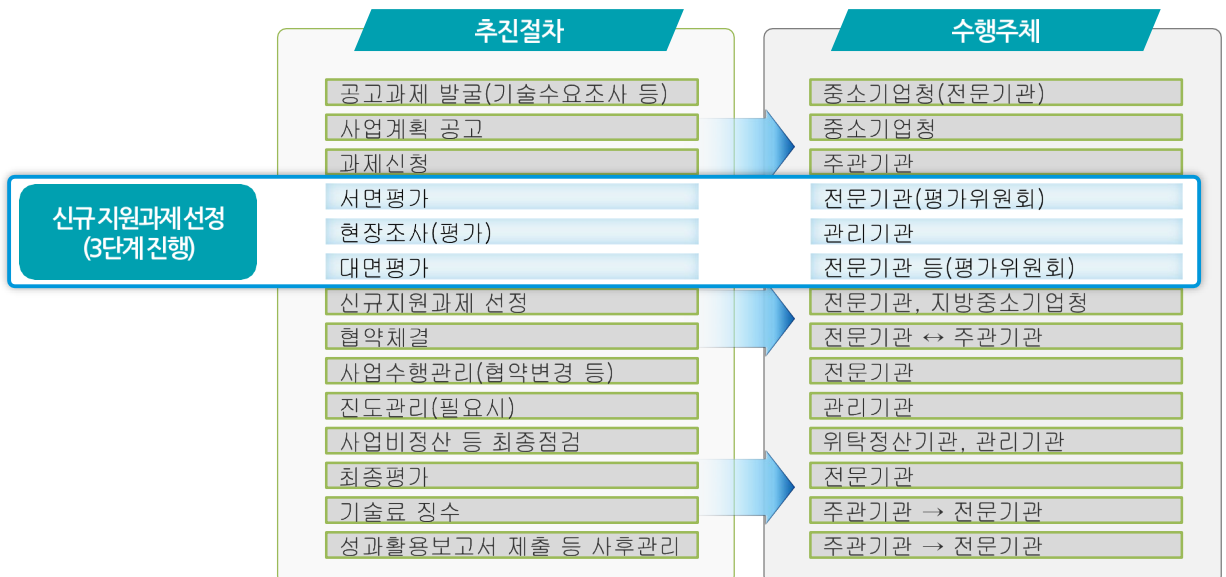 추진절차
수행주체
공고과제 발굴(기술수요조사 등)
중소기업청(전문기관)
사업계획 공고
중소기업청
과제신청
주관기관
신규 지원과제 선정
(3단계 진행)
서면평가
전문기관(평가위원회)
현장조사(평가)
관리기관
대면평가
전문기관 등(평가위원회)
신규지원과제 선정
전문기관, 지방중소기업청
협약체결
전문기관 ↔ 주관기관
사업수행관리(협약변경 등)
전문기관
진도관리(필요시)
관리기관
사업비정산 등 최종점검
위탁정산기관, 관리기관
최종평가
전문기관
기술료 징수
주관기관 → 전문기관
성과활용보고서 제출 등 사후관리
주관기관 → 전문기관